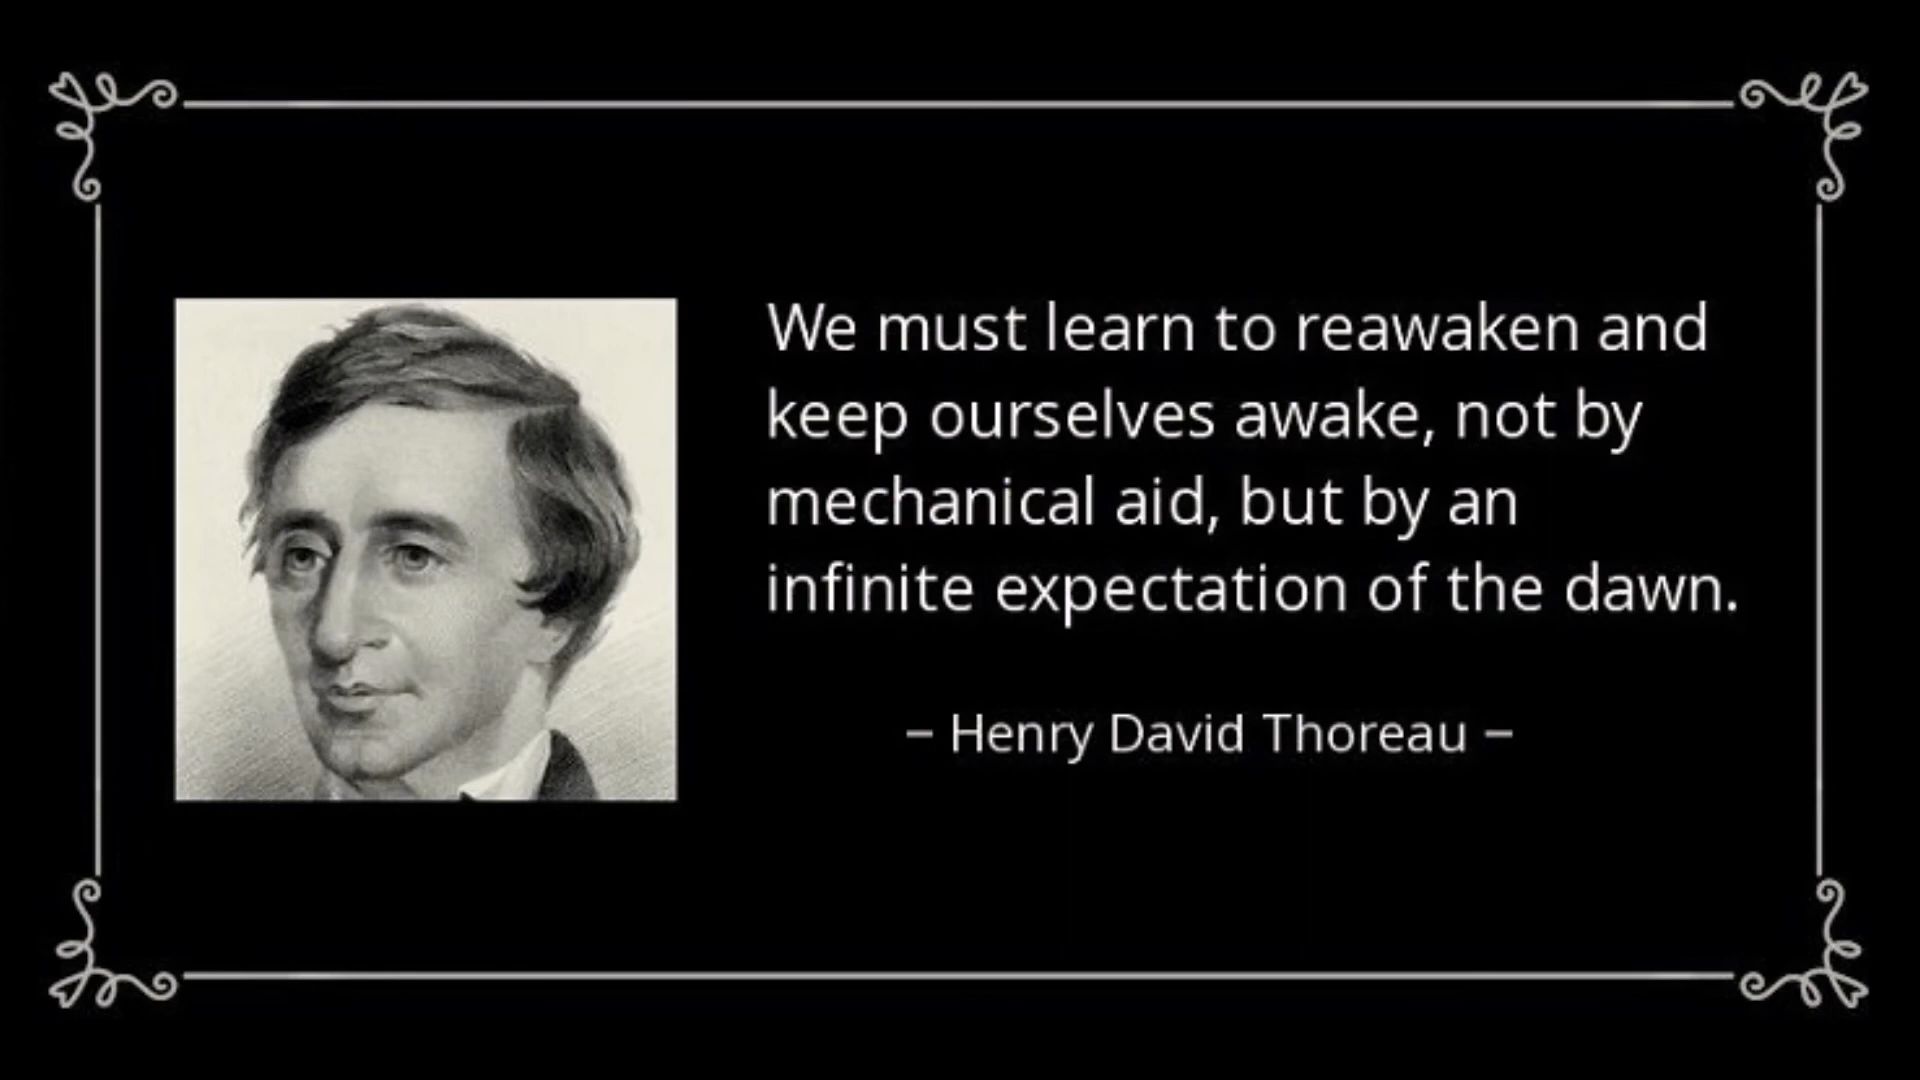 We must learn to reawaken and
keep ourselves awake, not by
mechanical aid, but by an
infinite expectation of the dawn.
– Henry David Thoreau –